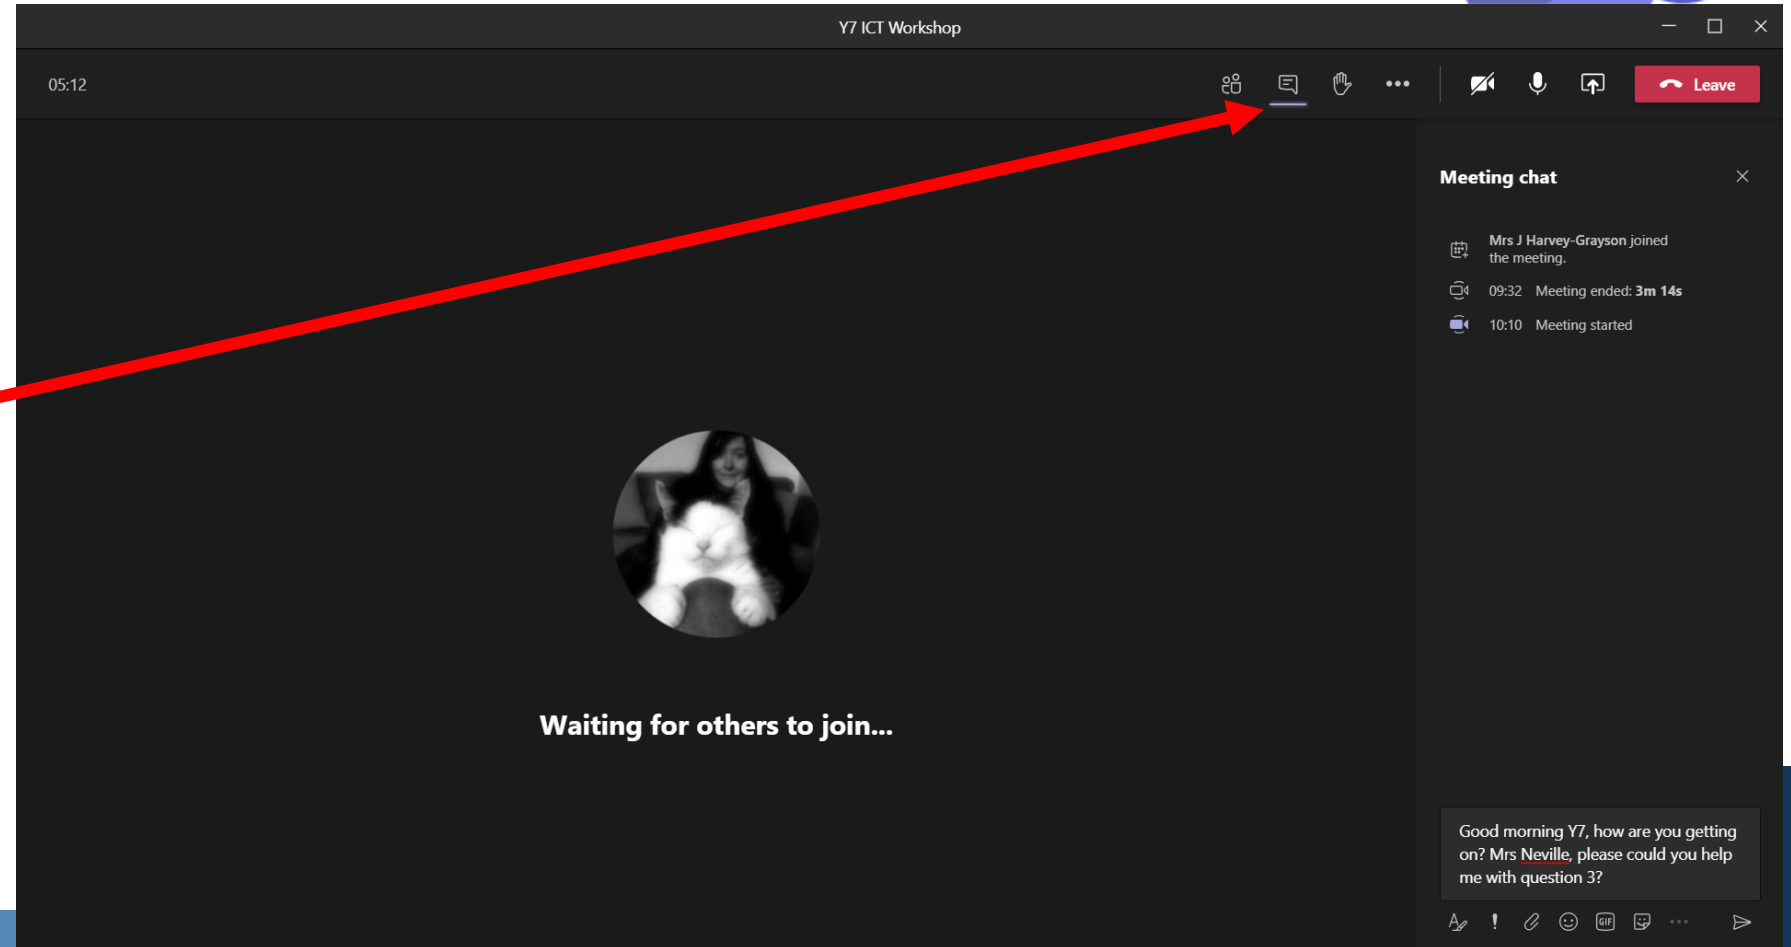 Y7 ICT Workshop
05:12
Leave
Meeting chat
Mrs J Harvey-Grayson joined
the meeting.
09:32 Meeting ended: 3m 14s
10:10 Meeting started
Waiting for others to join...
Good morning Y7, how are you getting
on? Mrs Neville, please could you help
me with question 3?
GIF